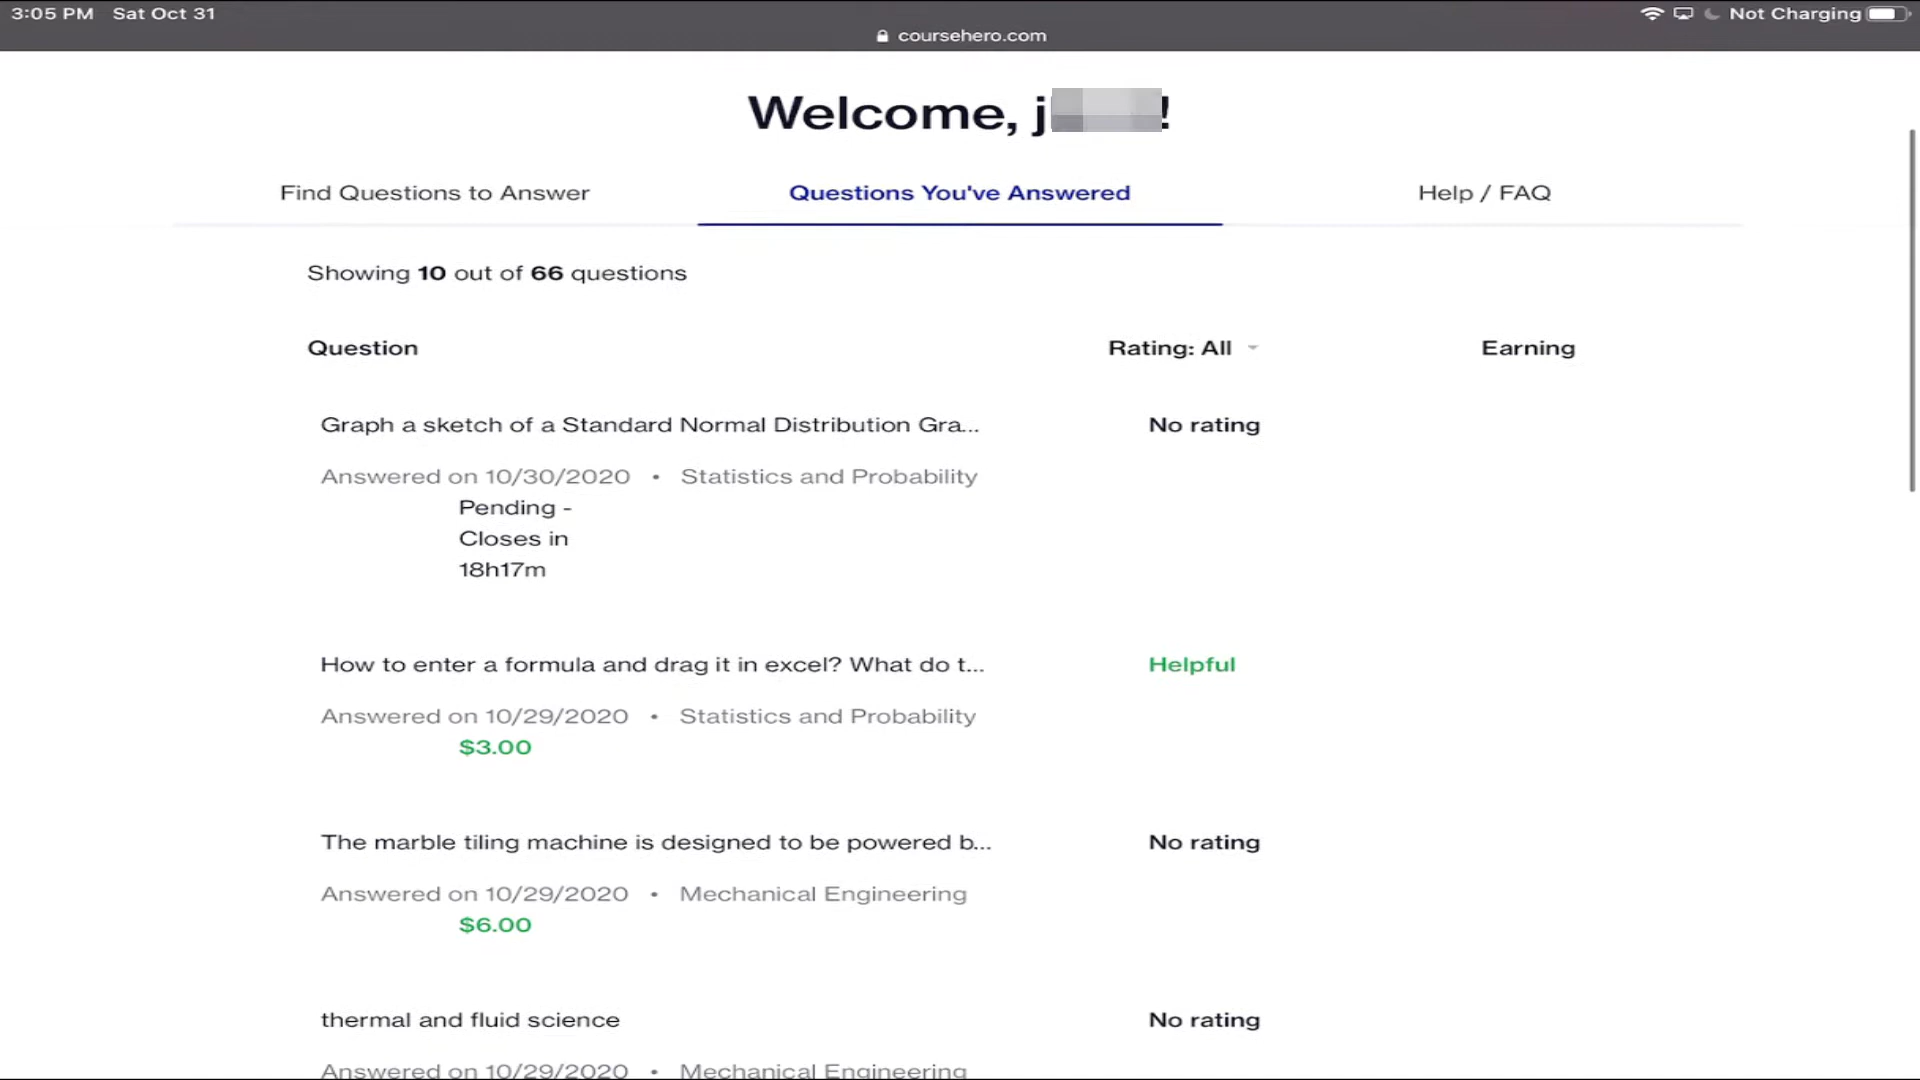 3:05 PM Sat Oct 31
Not Charging
coursehero.com
Welcome, j!
Find Questions to Answer
Questions You've Answered
Help / FAQ
Showing 10 out of 66 questions
Question
Rating: All
Earning
Graph a sketch of a Standard Normal Distribution Gra...
No rating
Answered on 10/30/2020 • Statistics and Probability
Pending -
Closes in
18h17m
How to enter a formula and drag it in excel? What do t...
Helpful
Answered on 10/29/2020 • Statistics and Probability
$3.00
The marble tiling machine is designed to be powered b...
No rating
Answered on 10/29/2020 • Mechanical Engineering
$6.00
thermal and fluid science
No rating
Answered on 10/29/2020 • Mechanical Engineering